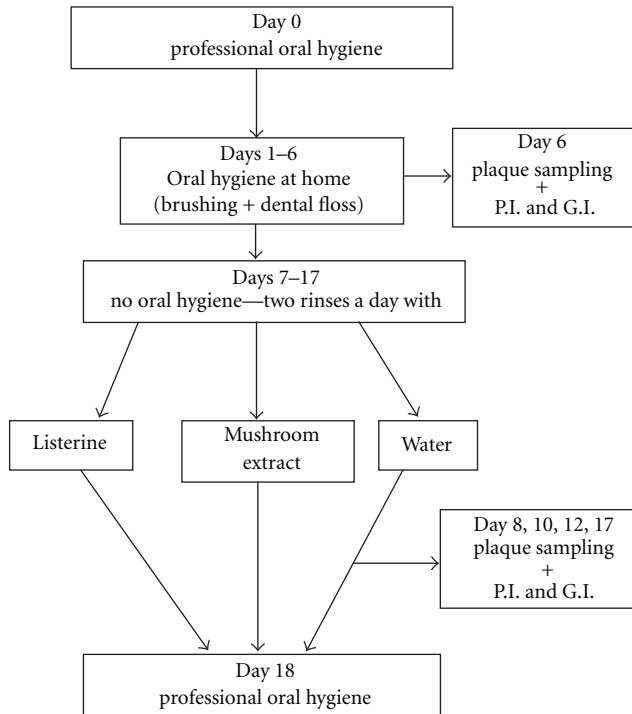 Day 0
professional oral hygiene
Days 1–6
Oral hygiene at home
(brushing + dental floss)
Day 6
plaque sampling
+
P.I. and G.I.
Days 7–17
no oral hygiene—two rinses a day with
Listerine
Mushroom
extract
Water
Day 8, 10, 12, 17
plaque sampling
+
P.I. and G.I.
Day 18
professional oral hygiene